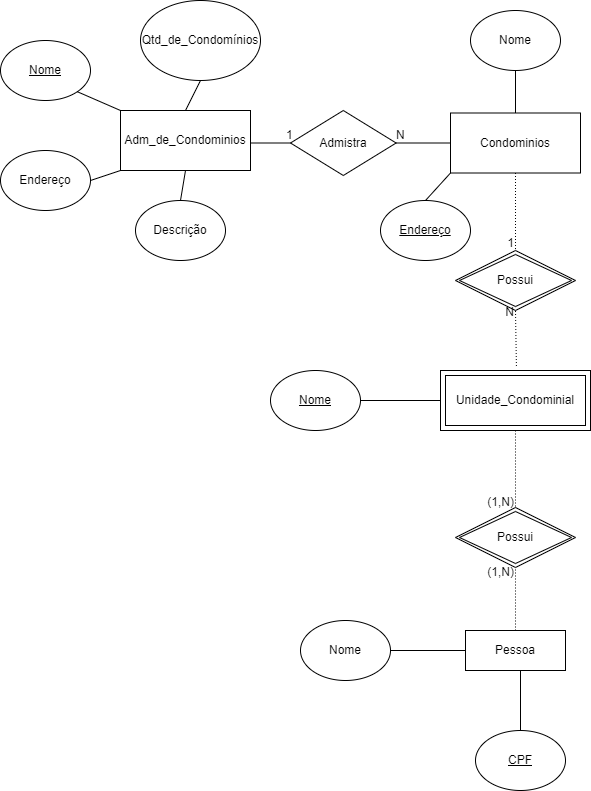 Qtd_de_Condomínios
Nome
Nome
Adm_de_Condominios
1
Admistra
N
Condominios
Endereço
Descrição
Endereço
1
Possui
N
Nome
Unidade_Condominial
(1,N)
Possui
(1,N)
Nome
Pessoa
CPF